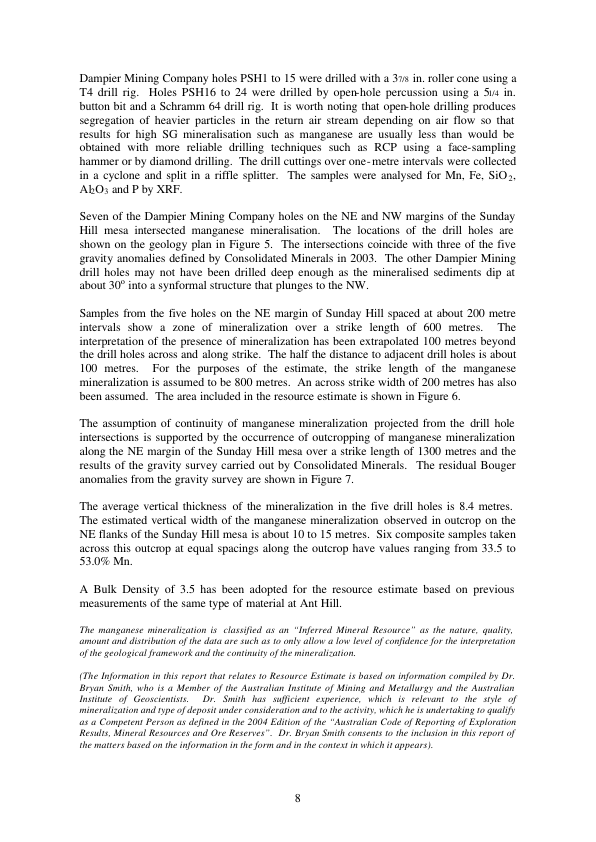 Dampier Mining Company holes PSH1 to 15 were drilled with a 37/8 in. roller cone using a
T4 drill rig. Holes PSH16 to 24 were drilled by open-hole percussion using a 51/4 in.
button bit and a Schramm 64 drill rig. It is worth noting that open-hole drilling produces
segregation of heavier particles in the return air stream depending on air flow so that
results for high SG mineralisation such as manganese are usually less than would be
obtained with more reliable drilling techniques such as RCP using a face-sampling
hammer or by diamond drilling. The drill cuttings over one-metre intervals were collected
in a cyclone and split in a riffle splitter. The samples were analysed for Mn, Fe, SiO2,
Al2O3 and P by XRF.
Seven of the Dampier Mining Company holes on the NE and NW margins of the Sunday
Hill mesa intersected manganese mineralisation. The locations of the drill holes are
shown on the geology plan in Figure 5. The intersections coincide with three of the five
gravity anomalies defined by Consolidated Minerals in 2003. The other Dampier Mining
drill holes may not have been drilled deep enough as the mineralised sediments dip at
about 30o into a synformal structure that plunges to the NW.
Samples from the five holes on the NE margin of Sunday Hill spaced at about 200 metre
intervals show a zone of mineralization over a strike length of 600 metres. The
interpretation of the presence of mineralization has been extrapolated 100 metres beyond
the drill holes across and along strike. The half the distance to adjacent drill holes is about
100 metres. For the purposes of the estimate, the strike length of the manganese
mineralization is assumed to be 800 metres. An across strike width of 200 metres has also
been assumed. The area included in the resource estimate is shown in Figure 6.
The assumption of continuity of manganese mineralization projected from the drill hole
intersections is supported by the occurrence of outcropping of manganese mineralization
along the NE margin of the Sunday Hill mesa over a strike length of 1300 metres and the
results of the gravity survey carried out by Consolidated Minerals. The residual Bouger
anomalies from the gravity survey are shown in Figure 7.
The average vertical thickness of the mineralization in the five drill holes is 8.4 metres.
The estimated vertical width of the manganese mineralization observed in outcrop on the
NE flanks of the Sunday Hill mesa is about 10 to 15 metres. Six composite samples taken
across this outcrop at equal spacings along the outcrop have values ranging from 33.5 to
53.0% Mn.
A Bulk Density of 3.5 has been adopted for the resource estimate based on previous
measurements of the same type of material at Ant Hill.
The manganese mineralization is classified as an “Inferred Mineral Resource” as the nature, quality,
amount and distribution of the data are such as to only allow a low level of confidence for the interpretation
of the geological framework and the continuity of the mineralization.
(The Information in this report that relates to Resource Estimate is based on information compiled by Dr.
Bryan Smith, who is a Member of the Australian Institute of Mining and Metallurgy and the Australian
Institute of Geoscientists. Dr. Smith has sufficient experience, which is relevant to the style of
mineralization and type of deposit under consideration and to the activity, which he is undertaking to qualify
as a Competent Person as defined in the 2004 Edition of the “Australian Code of Reporting of Exploration
Results, Mineral Resources and Ore Reserves”. Dr. Bryan Smith consents to the inclusion in this report of
the matters based on the information in the form and in the context in which it appears).
8